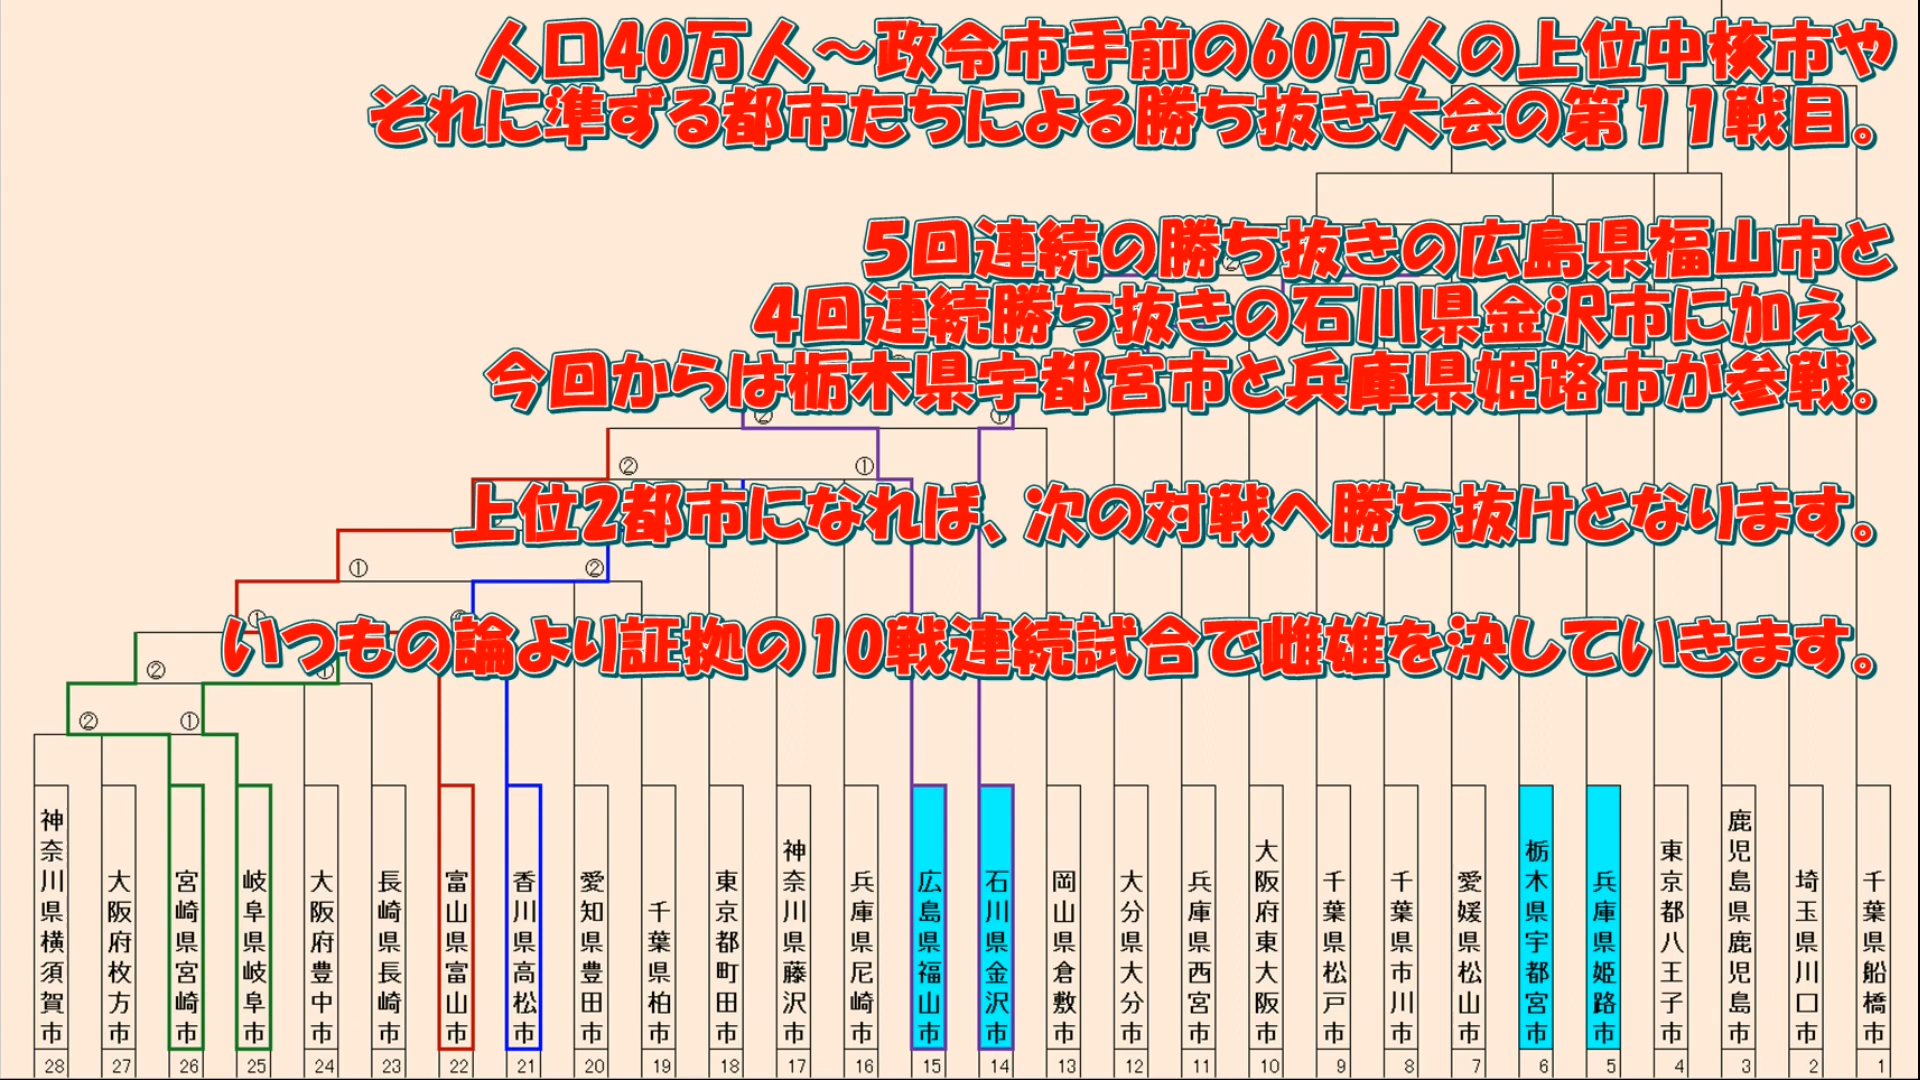 人口40万人～政令市手前の60万人の上位中核市や
それに準ずる都市たちによる勝ち抜き大会の第11戦目。
5回連続の勝ち抜きの広島県福山市と
4回連続勝ち抜きの石川県金沢市に加え、
今回からは栃木県宇都宮市と兵庫県姫路市が参戦。
② ①
② ①
上位2都市になれば、次の対戦へ勝ち抜けとなります。
① ②
いつもの論より証拠の10戦連続試合で雌雄を決していきます。
② ①
② ①
神奈川県横須賀市
大阪府枚方市
宮崎県宮崎市
岐阜県岐阜市
大阪府豊中市
長崎県長崎市
富山県富山市
香川県高松市
愛知県豊田市
千葉県柏市
東京都町田市
神奈川県藤沢市
兵庫県尼崎市
広島県福山市
石川県金沢市
岡山県倉敷市
大分県大分市
兵庫県西宮市
大阪府東大阪市
千葉県松戸市
千葉県市川市
愛媛県松山市
栃木県宇都宮市
兵庫県姫路市
東京都八王子市
鹿児島県鹿児島市
埼玉県川口市
千葉県船橋市
28 27 26 25 24 23 22 21 20 19 18 17 16 15 14 13 12 11 10 9 8 7 6 5 4 3 2 1